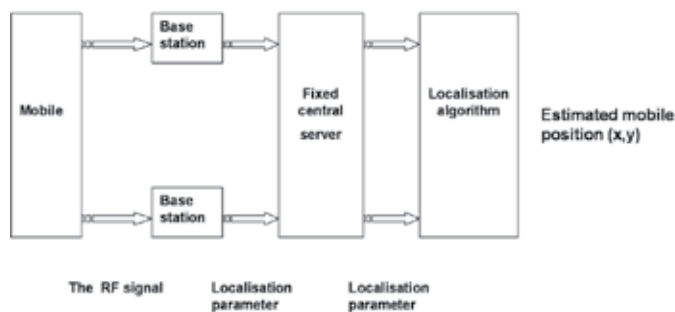 Base
station
Mobile
Fixed
central
server
Localisation
algorithm
Estimated mobile
position (x,y)
Base
station
The RF signal
Localisation
parameter
Localisation
parameter